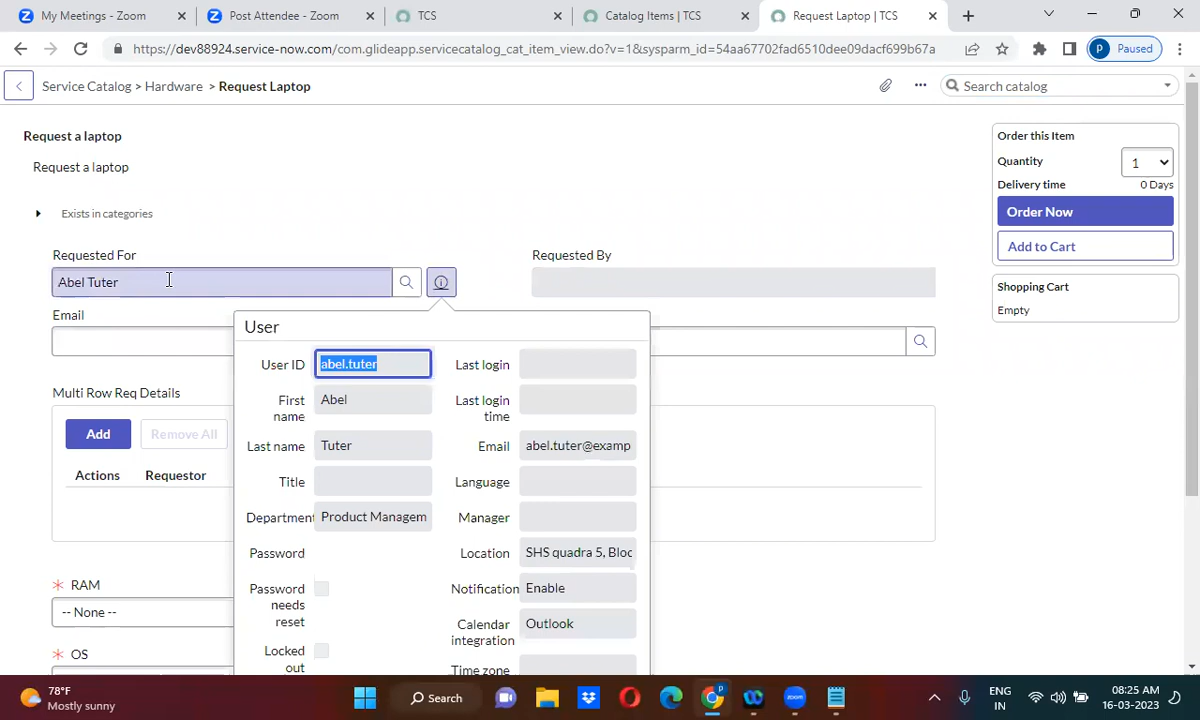 My Meetings - Zoom
Post Attendee - Zoom
TCS
Catalog Items | TCS
Request Laptop | TCS
https://dev88924.service-now.com/com.glideapp.servicecatalog_cat_item_view.do?v=1&sysparm_id=54aa67702fad6510dee09dacf699b67a
P Paused
Service Catalog > Hardware > Request Laptop
Search catalog
Request a laptop
Request a laptop
Exists in categories
Order this Item
Quantity 1
Delivery time 0 Days
Order Now
Add to Cart
Shopping Cart
Empty
Requested For
Abel Tuter
Requested By
Email
User
User ID abel.tuter
Last login
First name Abel
Last login time
Last name Tuter
Email abel.tuter@examp
Title
Language
Department Product Managem
Manager
Password
Location SHS quadra 5, Bloc
Password needs reset
Notification Enable
Calendar integration Outlook
Locked out
Time zone
Multi Row Req Details
Add
Remove All
Actions Requestor
* RAM
-- None --
* OS
78°F
Mostly sunny
Search
P
ENG
IN
08:25 AM
16-03-2023